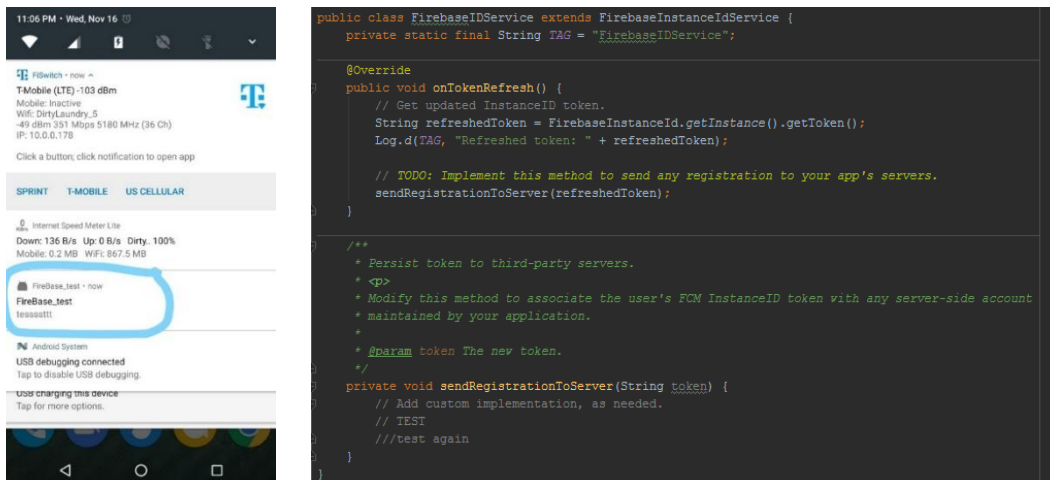 11:06 PM • Wed, Nov 16
FiSwitch • now
T-Mobile (LTE) -103 dBm
Mobile: Inactive
Wifi: DirtyLaundry_5
-49 dBm 351 Mbps 5180 MHz (36 Ch)
IP: 10.0.0.178
Click a button; click notification to open app
SPRINT T-MOBILE US CELLULAR
Internet Speed Meter Lite
Down: 136 B/s Up: 0 B/s Dirty.. 100%
Mobile: 0.2 MB WiFi: 867.5 MB
FireBase_test • now
FireBase_test
tessssttt
Android System
USB debugging connected
Tap to disable USB debugging.
USB charging this device
Tap for more options.
public class FirebaseIDService extends FirebaseInstanceIdService {
private static final String TAG = "FirebaseIDService";
@Override
public void onTokenRefresh() {
// Get updated InstanceID token.
String refreshedToken = FirebaseInstanceId.getInstance().getToken();
Log.d(TAG, "Refreshed token: " + refreshedToken);
// TODO: Implement this method to send any registration to your app's servers.
sendRegistrationToServer(refreshedToken);
}
/**
* Persist token to third-party servers.
* <p>
* Modify this method to associate the user's FCM InstanceID token with any server-side account
* maintained by your application.
*
* @param token The new token.
*/
private void sendRegistrationToServer(String token) {
// Add custom implementation, as needed.
// TEST
///test again
}
}